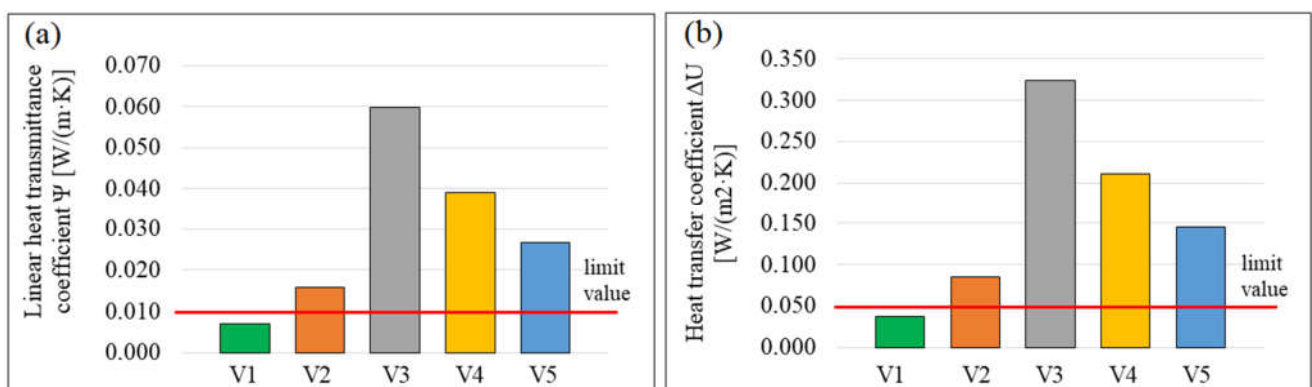 (a)
Linear heat transmittance
coefficient Ψ [W/(m·K)]
0.070
0.060
0.050
0.040
0.030
0.020
0.010
0.000
limit
value
V1 V2 V3 V4 V5
(b)
Heat transfer coefficient ΔU
[W/(m2·K)]
0.350
0.300
0.250
0.200
0.150
0.100
0.050
0.000
limit
value
V1 V2 V3 V4 V5